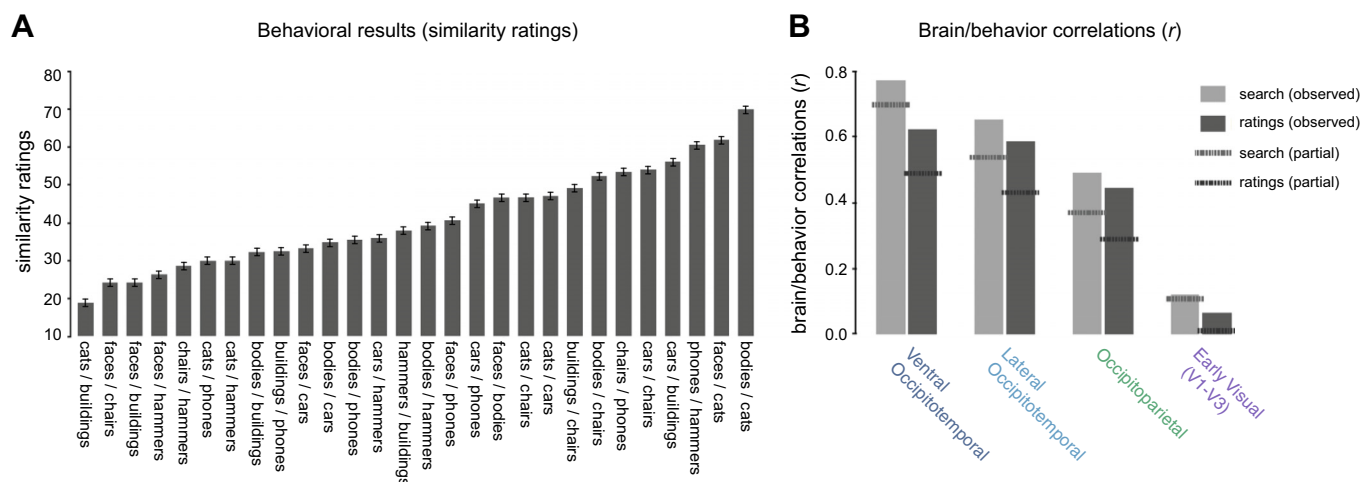 A
Behavioral results (similarity ratings)
similarity ratings
80
70
60
50
40
30
20
10
cats / buildings
faces / chairs
faces / buildings
faces / hammers
chairs / hammers
cats / phones
cats / hammers
bodies / buildings
buildings / phones
faces / cars
bodies / cars
bodies / phones
cars / hammers
hammers / buildings
bodies / hammers
faces / phones
cars / phones
faces / bodies
cats / chairs
cats / cars
buildings / chairs
bodies / chairs
chairs / phones
cars / chairs
cars / buildings
phones / hammers
faces / cats
bodies / cats
B
Brain/behavior correlations (r)
brain/behavior correlations (r)
0.8
0.6
0.4
0.2
0.0
Ventral
Occipitotemporal
Lateral
Occipitotemporal
Occipitoparietal
Early Visual
(V1-V3)
search (observed)
ratings (observed)
search (partial)
ratings (partial)